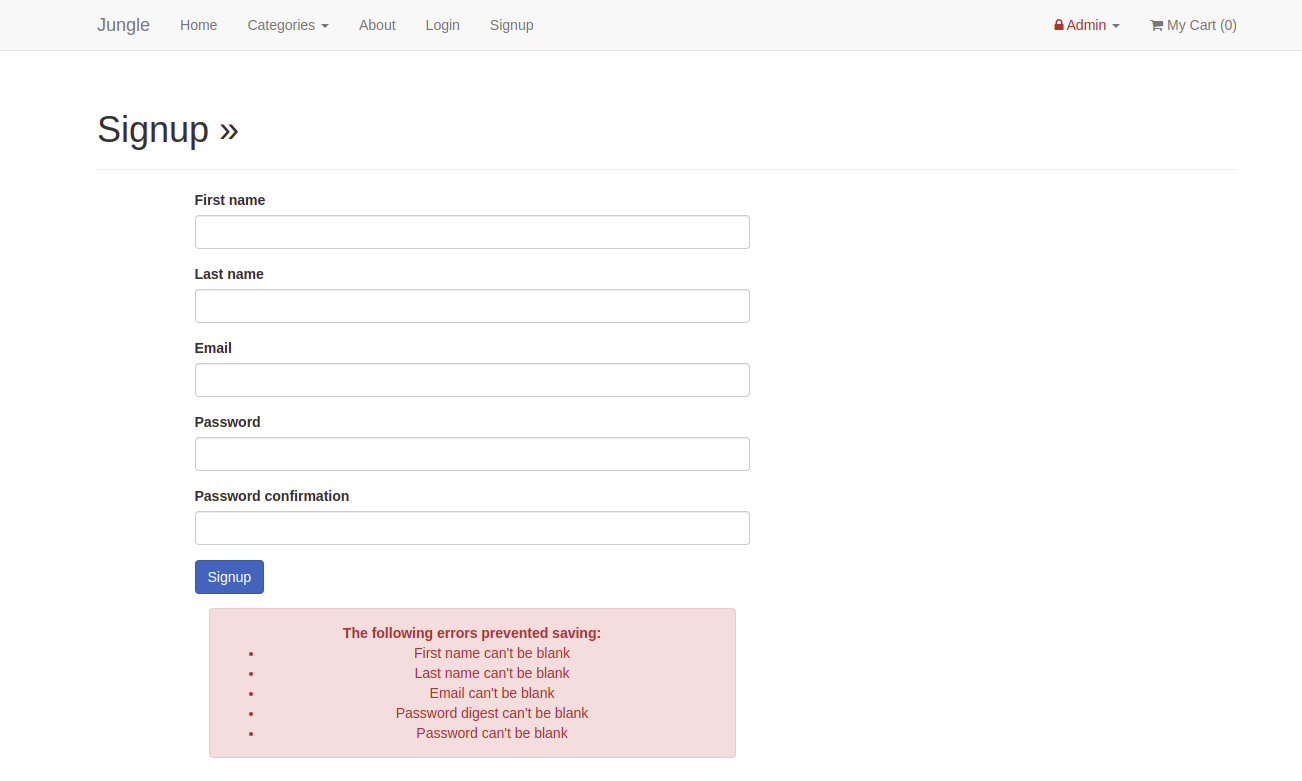 Jungle Home Categories About Login Signup Admin My Cart (0)
Signup »
First name
Last name
Email
Password
Password confirmation
Signup
The following errors prevented saving:
First name can't be blank
Last name can't be blank
Email can't be blank
Password digest can't be blank
Password can't be blank